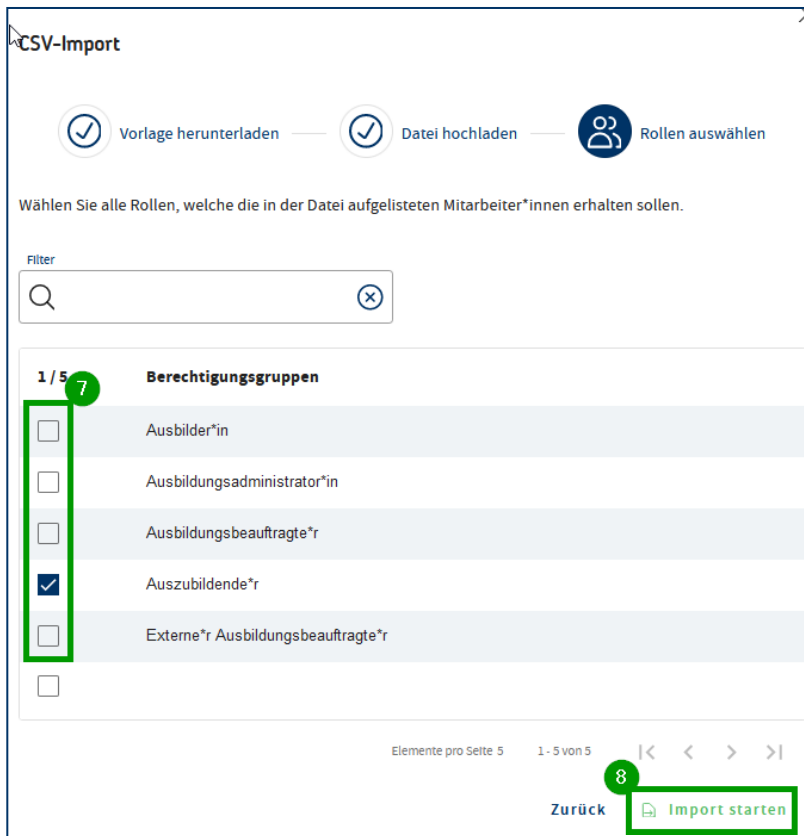 CSV-Import
Vorlage herunterladen
Datei hochladen
Rollen auswählen
Wählen Sie alle Rollen, welche die in der Datei aufgelisteten Mitarbeiter*innen erhalten sollen.
Filter
1 / 5 Berechtigungsgruppen
7
Ausbilder*in
Ausbildungsadministrator*in
Ausbildungsbeauftragte*r
Auszubildende*r
Externe*r Ausbildungsbeauftragte*r
Elemente pro Seite 5 1 - 5 von 5
8
Zurück Import starten